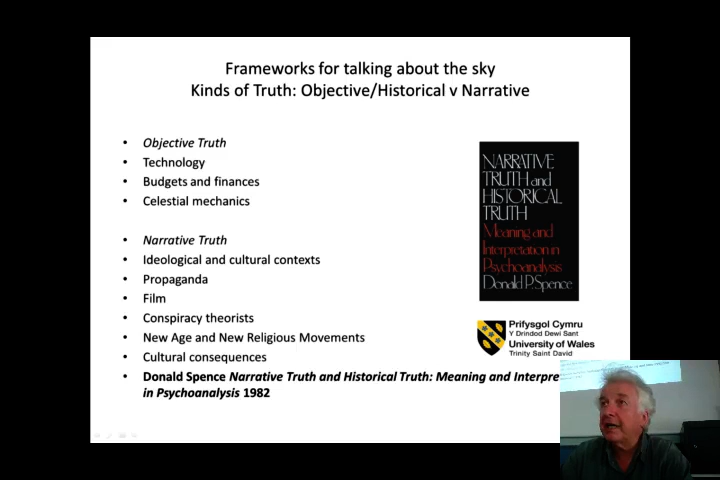 Frameworks for talking about the sky
Kinds of Truth: Objective/Historical v Narrative
• Objective Truth
• Technology
• Budgets and finances
• Celestial mechanics
• Narrative Truth
• Ideological and cultural contexts
• Propaganda
• Film
• Conspiracy theorists
• New Age and New Religious Movements
• Cultural consequences
• Donald Spence Narrative Truth and Historical Truth: Meaning and Interpre
in Psychoanalysis 1982
NARRATIVE
TRUTH and
HISTORICAL
TRUTH
Meaning and
Interpretation in
Psychoanalysis
Donald P. Spence
Prifysgol Cymru
Y Drindod Dewi Sant
University of Wales
Trinity Saint David